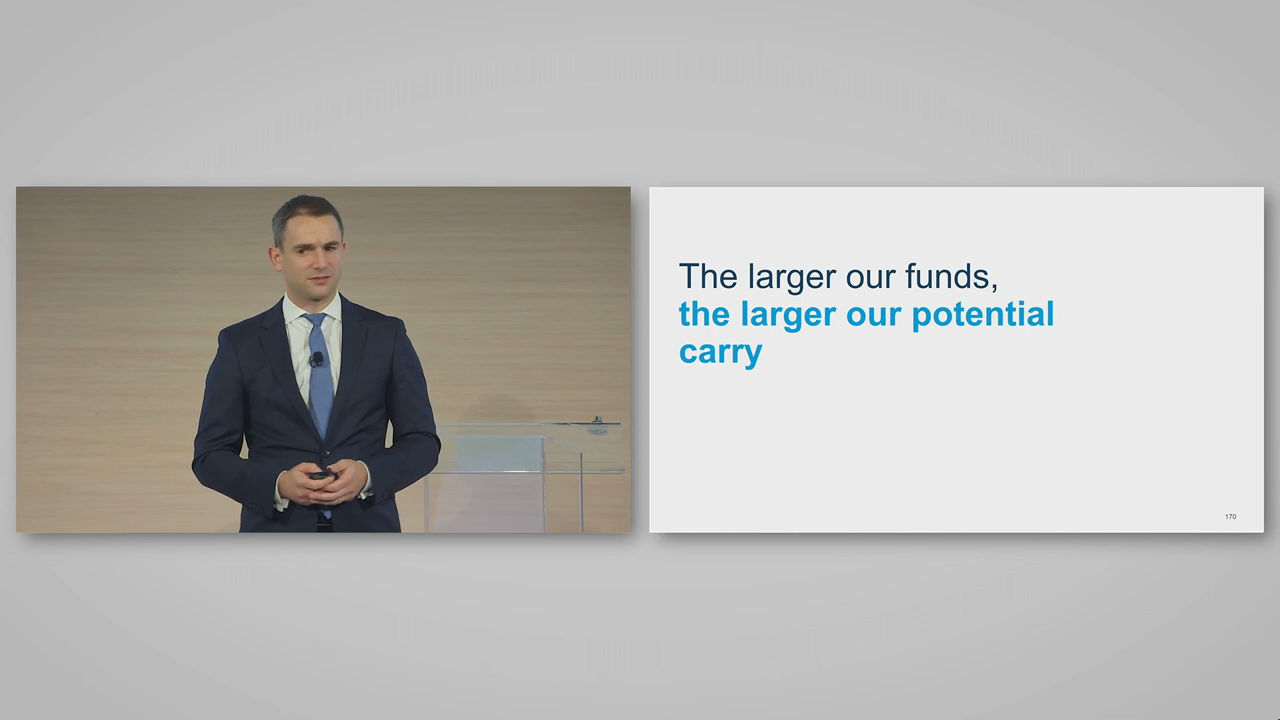 The larger our funds,
the larger our potential
carry
170